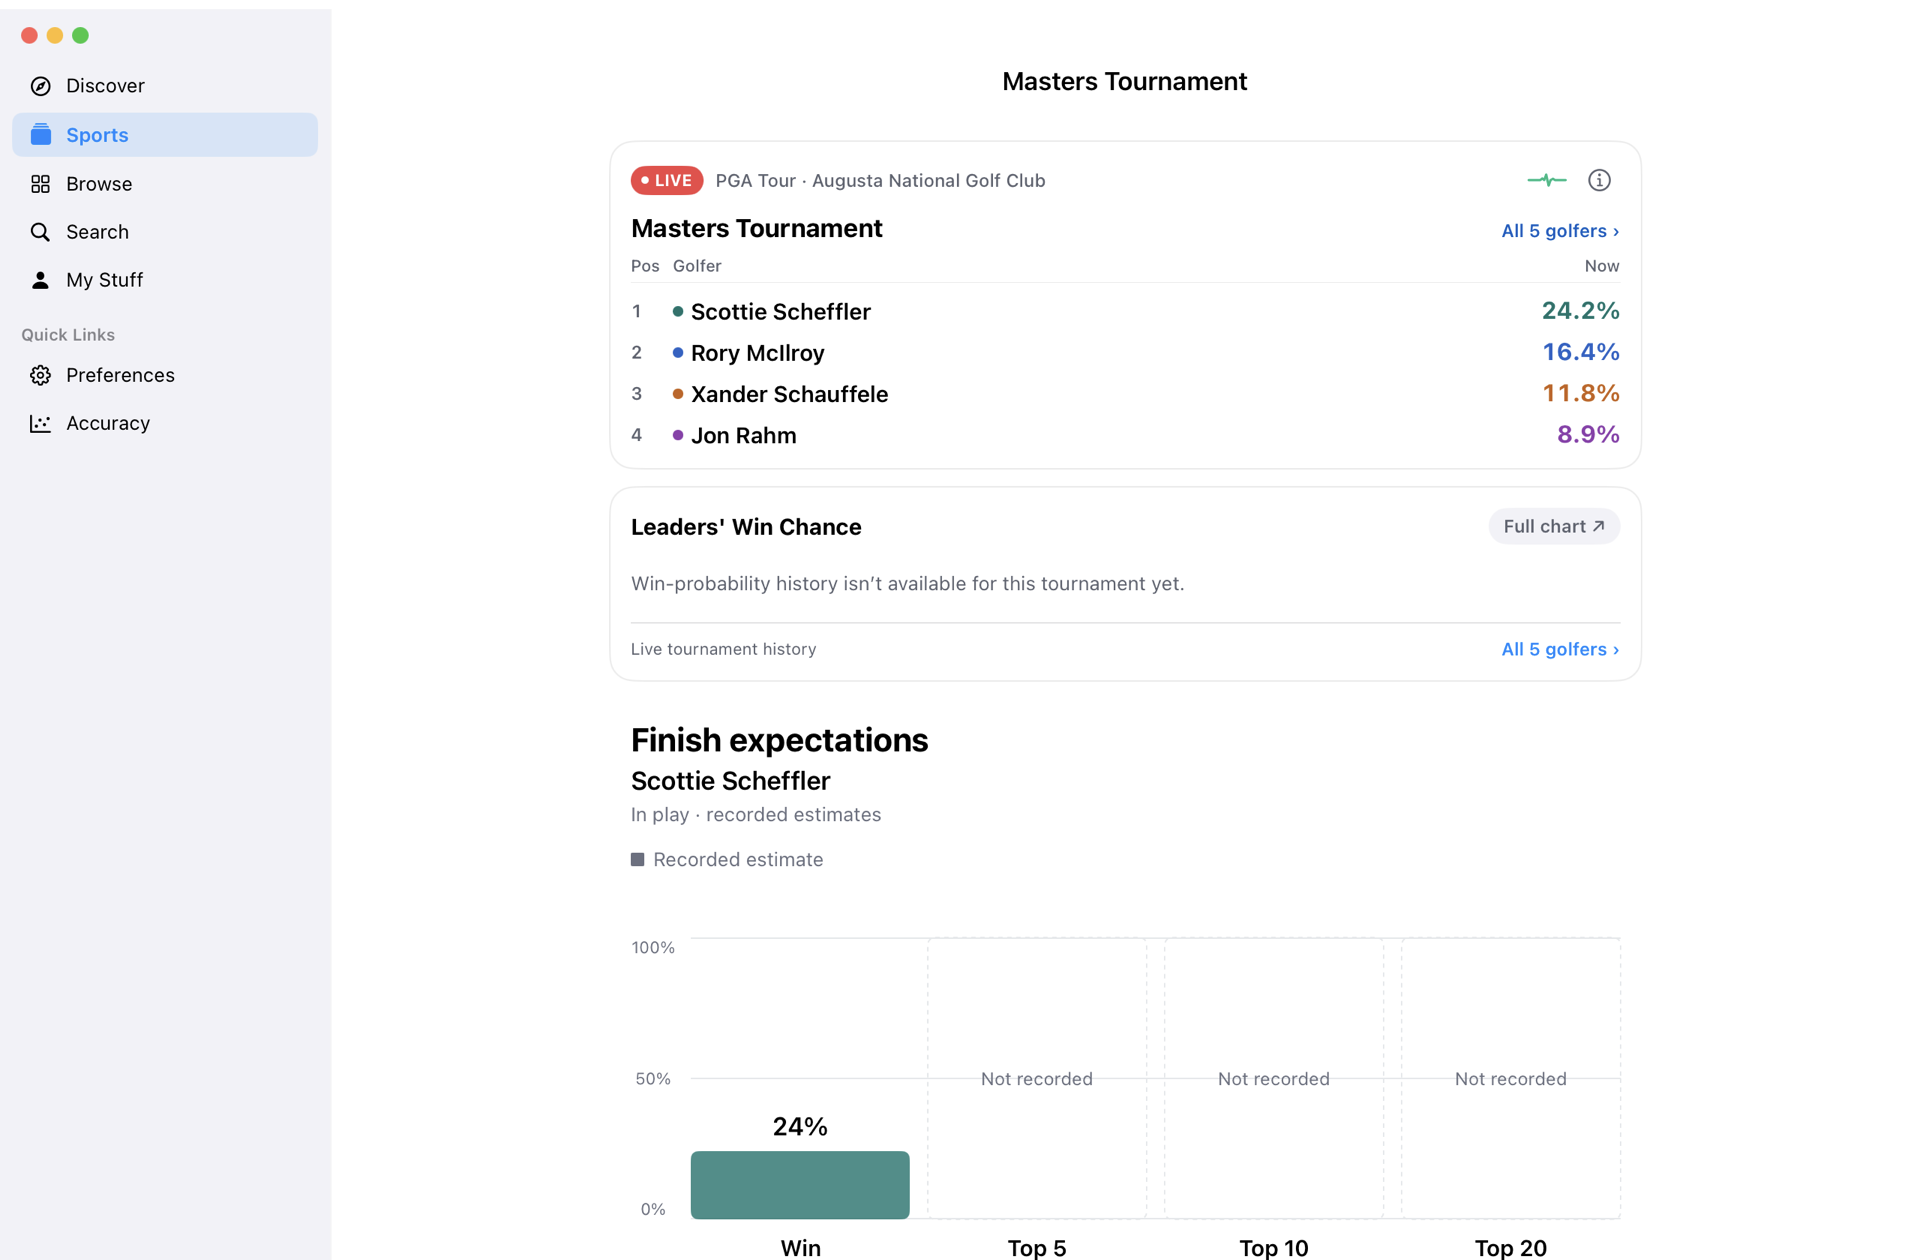 Discover
Sports
Browse
Search
My Stuff
Quick Links
Preferences
Accuracy
Masters Tournament
LIVE PGA Tour · Augusta National Golf Club
Masters Tournament All 5 golfers ›
Pos Golfer Now
1 Scottie Scheffler 24.2%
2 Rory McIlroy 16.4%
3 Xander Schauffele 11.8%
4 Jon Rahm 8.9%
Leaders' Win Chance Full chart ↗
Win-probability history isn’t available for this tournament yet.
Live tournament history All 5 golfers ›
Finish expectations
Scottie Scheffler
In play · recorded estimates
Recorded estimate
100%
50% Not recorded Not recorded Not recorded
24%
0%
Win Top 5 Top 10 Top 20